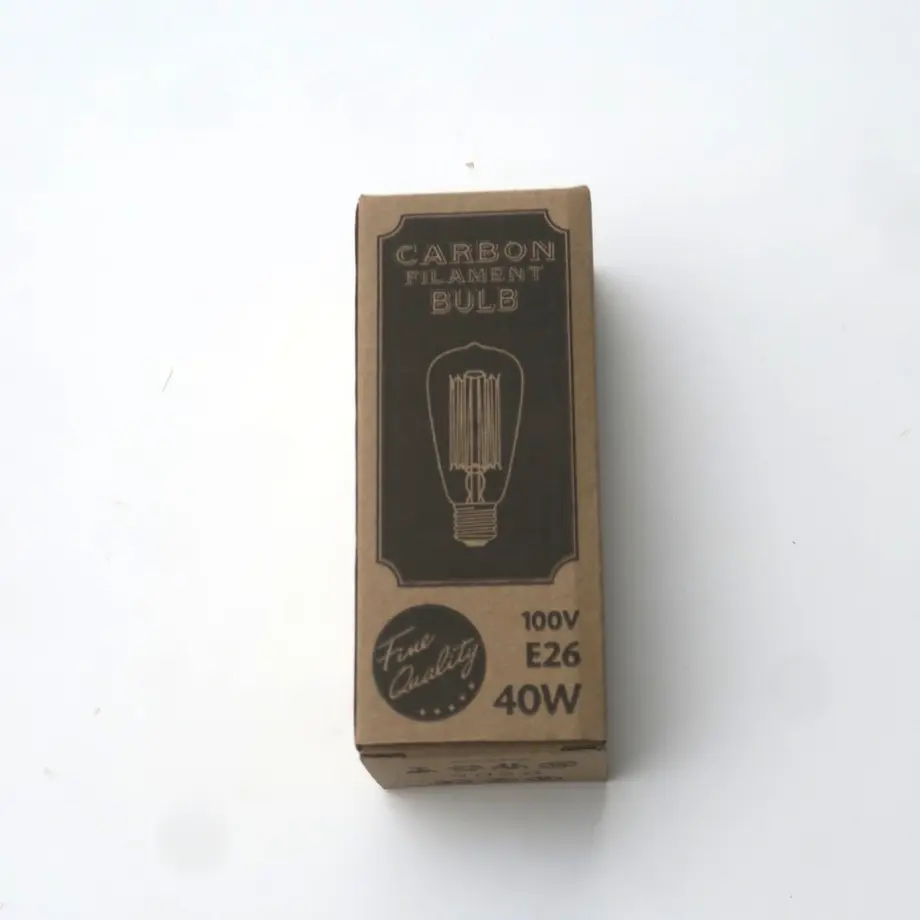 CARBON
FILAMENT
BULB
Fine
Quality
100V
E26
40W